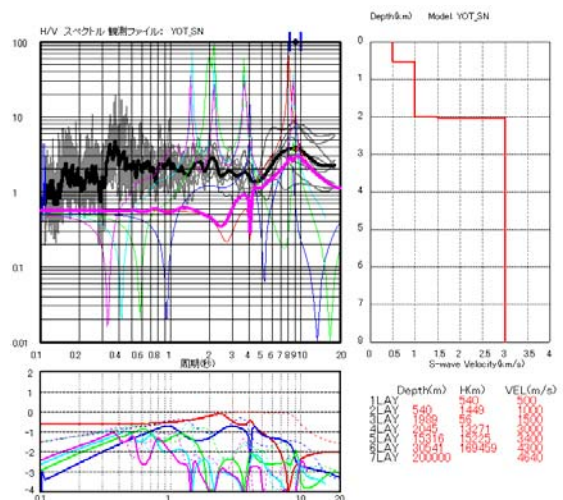 H/V スペクトル 観測ファイル: YOT_SN
100
10
1
0.1
0.01
0.1 0.2 0.4 0.6 0.8 1 2 3 4 5 6 7 8 9 10 20
周期(秒)
2
1
0
-1
-2
-3
-4
0.1 1 10 20
Depth(km) Model: YOT_SN
0
1
2
3
4
5
6
7
8
0 0.5 1 1.5 2 2.5 3 3.5 4
S-wave Velocity(km/s)
Depth(m) H(m) VEL(m/s)
1LAY 540 500
2LAY 540 1449 1000
3LAY 1989
4LAY
5LAY 15316 3400
6LAY 30541 169459
7LAY 200000 4640